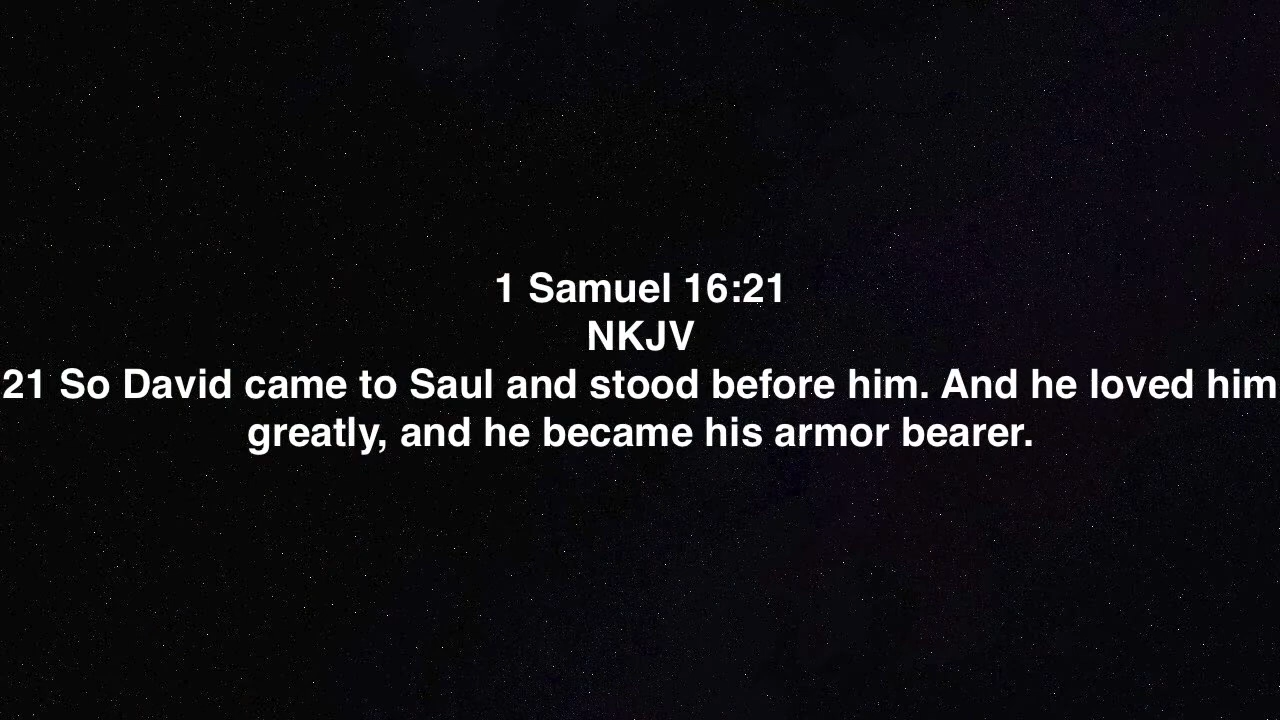 1 Samuel 16:21
NKJV
21 So David came to Saul and stood before him. And he loved him
greatly, and he became his armor bearer.